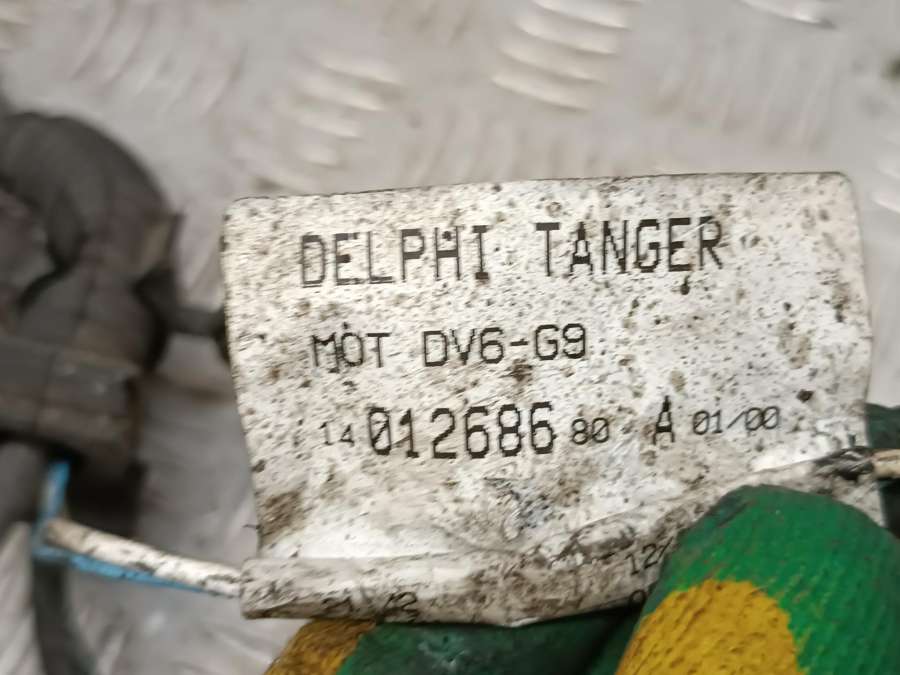 DELPHI TANGER
MOT DV6-G9
14 012686 80 A 01/00